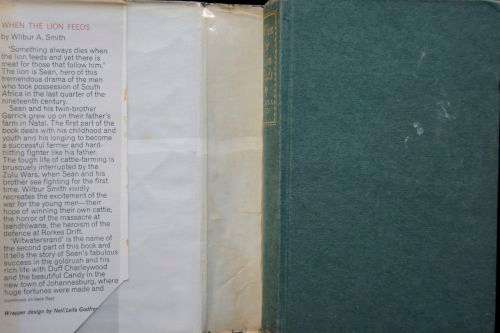 WHEN THE LION FEEDS
by Wilbur A. Smith
'Something always dies when
the lion feeds and yet there is
meat for those that follow him.'
The lion is Sean, hero of this
tremendous drama of the men
who took possession of South
Africa in the last quarter of the
nineteenth century.
Sean and his twin-brother
Garrick grew up on their father's
farm in Natal. The first part of the
book deals with his childhood and
youth and his longing to become
a successful farmer and hard-
hitting fighter like his father.
The tough life of cattle-farming is
brusquely interrupted by the
Zulu Wars, when Sean and his
brother see fighting for the first
time. Wilbur Smith vividly
recreates the excitement of the
war for the young men—their
hope of winning their own cattle,
the horror of the massacre at
Isandhlwana, the heroism of the
defence at Rorkes Drift.
'Witwatersrand' is the name of
the second part of this book and
it tells the story of Sean's fabulous
success in the goldrush and his
rich life with Duff Charleywood
and the beautiful Candy in the
new town of Johannesburg, where
huge fortunes were made and
continued on back flap
Wrapper design by Neil/Leila Godfrey